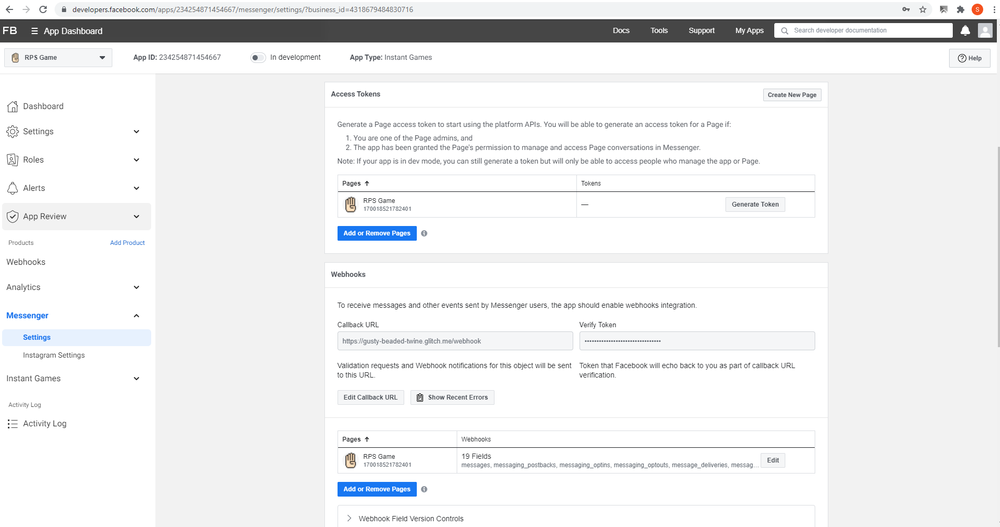 developers.facebook.com/apps/234254871454667/messenger/settings/?business_id=4318679484830716
S
FB
App Dashboard
Docs
Tools
Support
My Apps
Search developer documentation
RPS Game
App ID: 234254871454667
In development
App Type: Instant Games
Help
Dashboard
Settings
Roles
Alerts
App Review
Products
Add Product
Webhooks
Analytics
Messenger
Settings
Instagram Settings
Instant Games
Activity Log
Activity Log
Access Tokens
Create New Page
Generate a Page access token to start using the platform APIs. You will be able to generate an access token for a Page if:
1. You are one of the Page admins, and
2. The app has been granted the Page's permission to manage and access Page conversations in Messenger.
Note: If your app is in dev mode, you can still generate a token but will only be able to access people who manage the app or Page.
Pages
Tokens
RPS Game
170018521782401
—
Generate Token
Add or Remove Pages
Webhooks
To receive messages and other events sent by Messenger users, the app should enable webhooks integration.
Callback URL
Verify Token
https://gusty-beaded-twine.glitch.me/webhook
••••••••••••••••••••••••••••••••
Validation requests and Webhook notifications for this object will be sent
to this URL.
Token that Facebook will echo back to you as part of callback URL
verification.
Edit Callback URL
Show Recent Errors
Pages
Webhooks
RPS Game
170018521782401
19 Fields
messages, messaging_postbacks, messaging_optins, messaging_optouts, message_deliveries, messag...
Edit
Add or Remove Pages
Webhook Field Version Controls